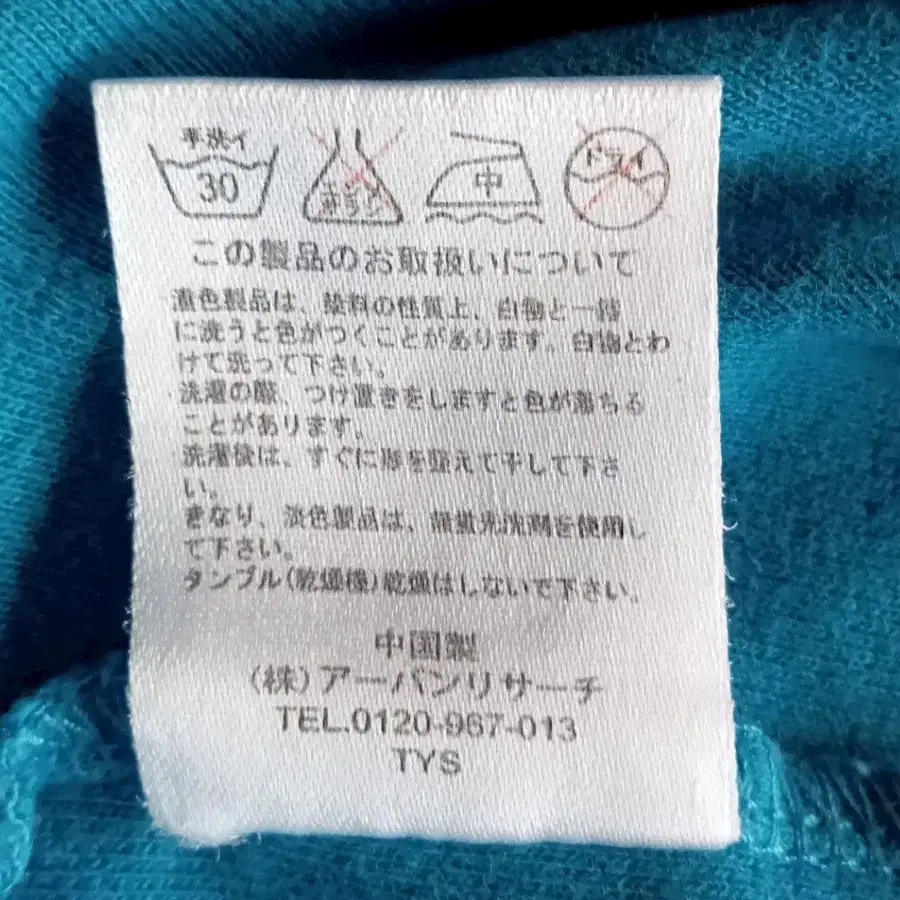 手洗イ
30
エンソサラシ
中
ドライ
この製品のお取扱いについて
濃色製品は、染料の性質上、白物と一緒
に洗うと色がつくことがあります。白物とわ
けて洗って下さい。
洗濯の際、つけ置きをしますと色が落ちる
ことがあります。
洗濯後は、すぐに形を整えて干して下さ
い。
きなり、淡色製品は、無蛍光洗剤を使用し
て下さい。
タンブル(乾燥機)乾燥はしないで下さい。
中国製
(株)アーバンリサーチ
TEL.0120-967-013
TYS